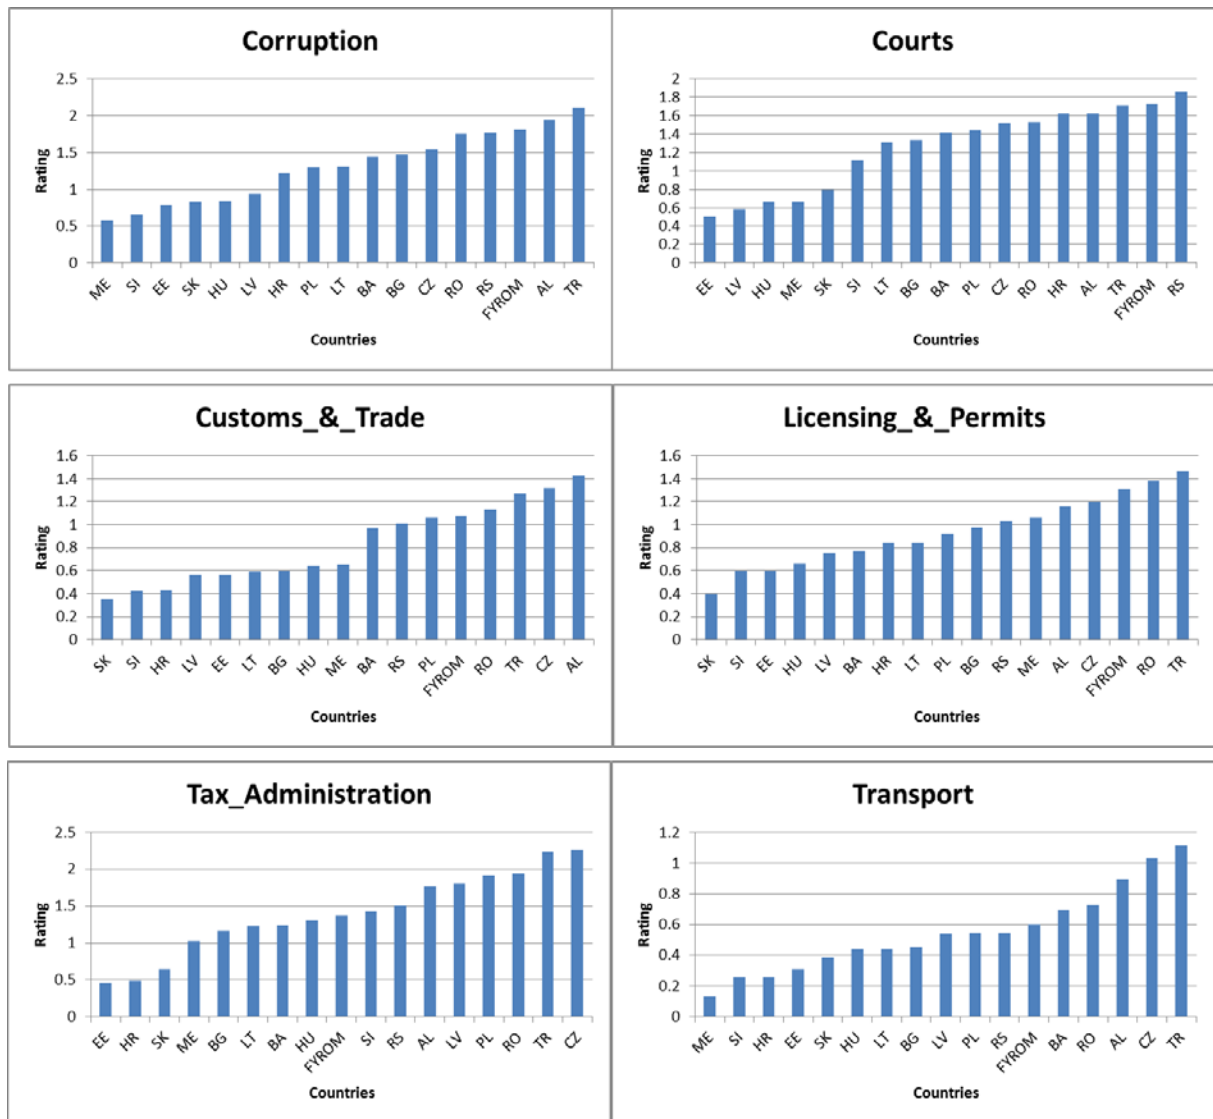 Corruption
2.5
2
1.5
1
0.5
0
Rating
ME SI EE SK HU LV HR PL LT BA BG CZ RO RS FYROM AL TR
Countries
Courts
2
1.8
1.6
1.4
1.2
1
0.8
0.6
0.4
0.2
0
Rating
EE LV HU ME SK SI LT BG BA PL CZ RO HR AL TR FYROM RS
Countries
Customs_&_Trade
1.6
1.4
1.2
1
0.8
0.6
0.4
0.2
0
Rating
SK SI HR LV EE LT BG HU ME BA RS PL FYROM RO TR CZ AL
Countries
Licensing_&_Permits
1.6
1.4
1.2
1
0.8
0.6
0.4
0.2
0
Rating
SK SI EE HU LV BA HR LT PL BG RS ME AL CZ FYROM RO TR
Countries
Tax_Administration
2.5
2
1.5
1
0.5
0
Rating
EE HR SK ME BG LT BA HU FYROM SI RS AL LV PL RO TR CZ
Countries
Transport
1.2
1
0.8
0.6
0.4
0.2
0
Rating
ME SI HR EE SK HU LT BG LV PL RS FYROM BA RO AL CZ TR
Countries